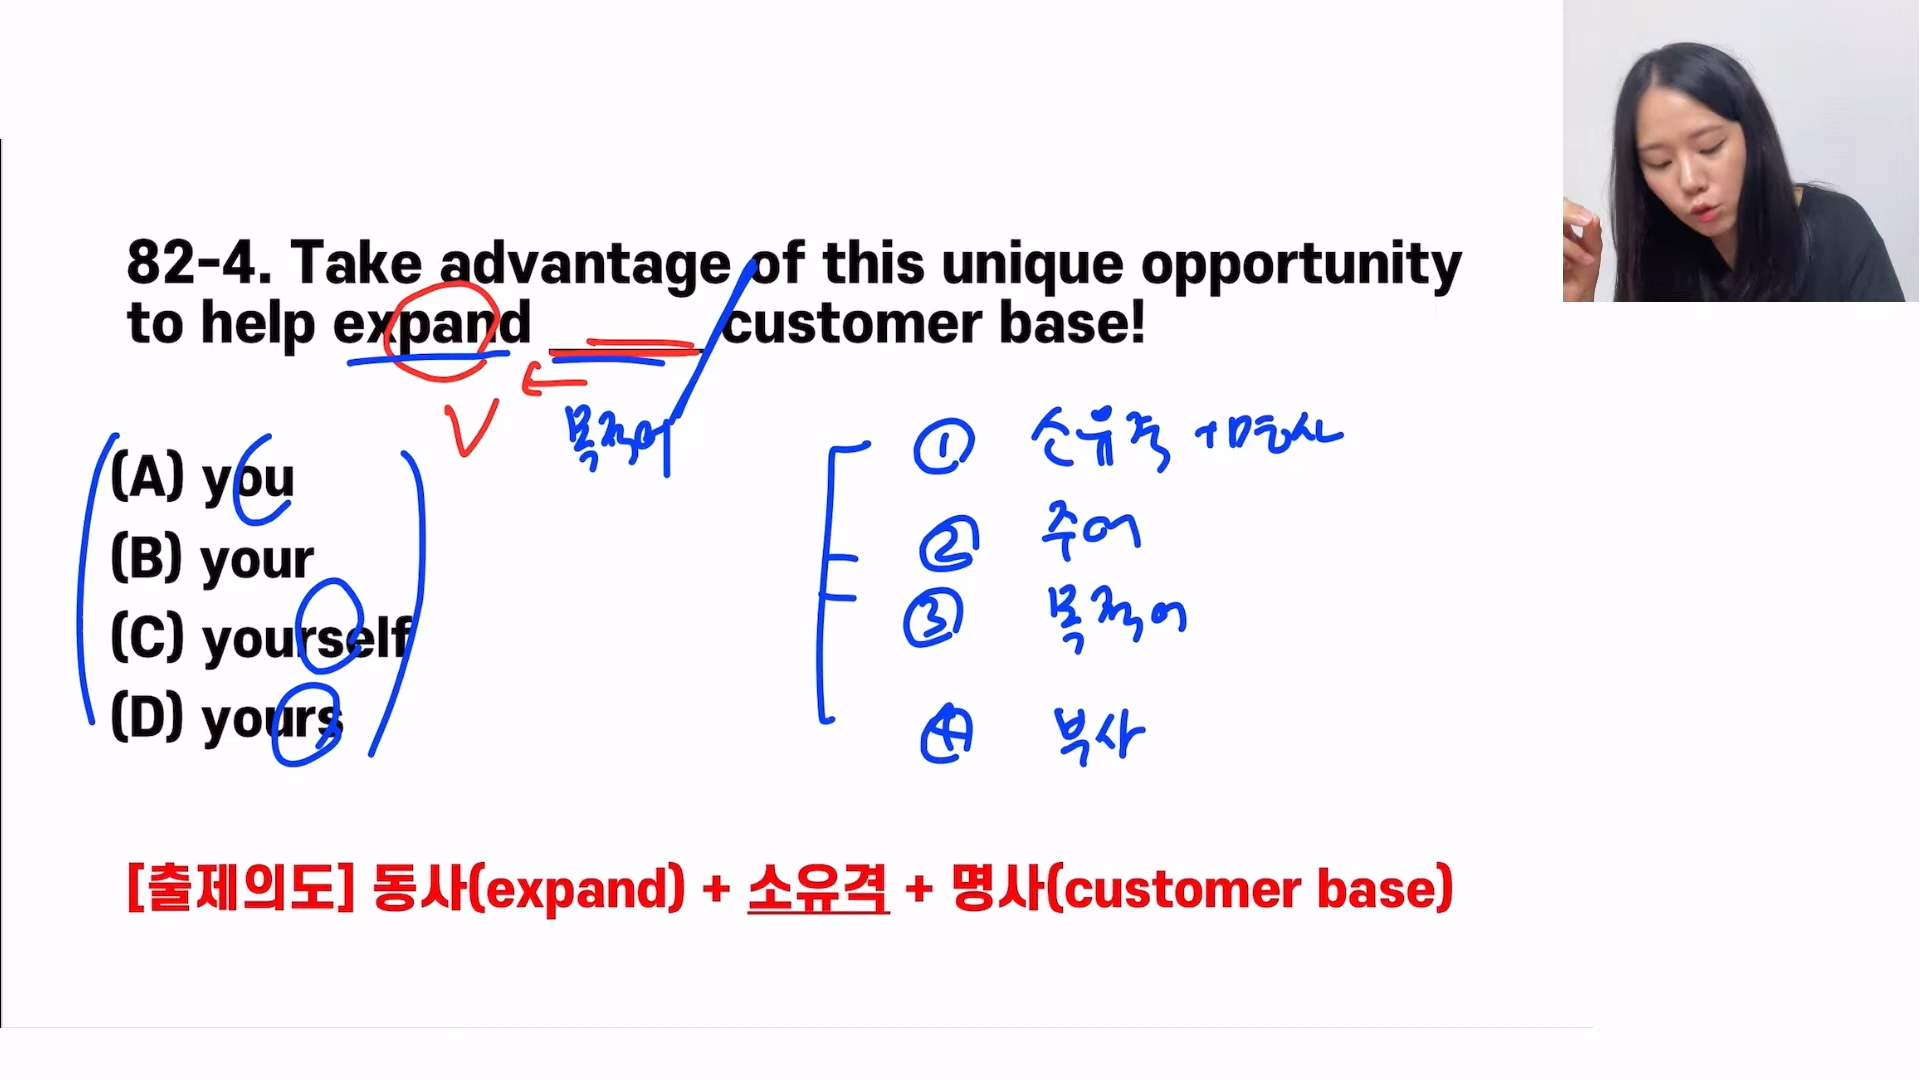 82-4. Take advantage of this unique opportunity
to help expand ______ customer base!
V
목적어
(A) you
(B) your
(C) yourself
(D) yours
① 소유격 + 명사
② 주어
③ 목적어
④ 부사
[출제의도] 동사(expand) + 소유격 + 명사(customer base)